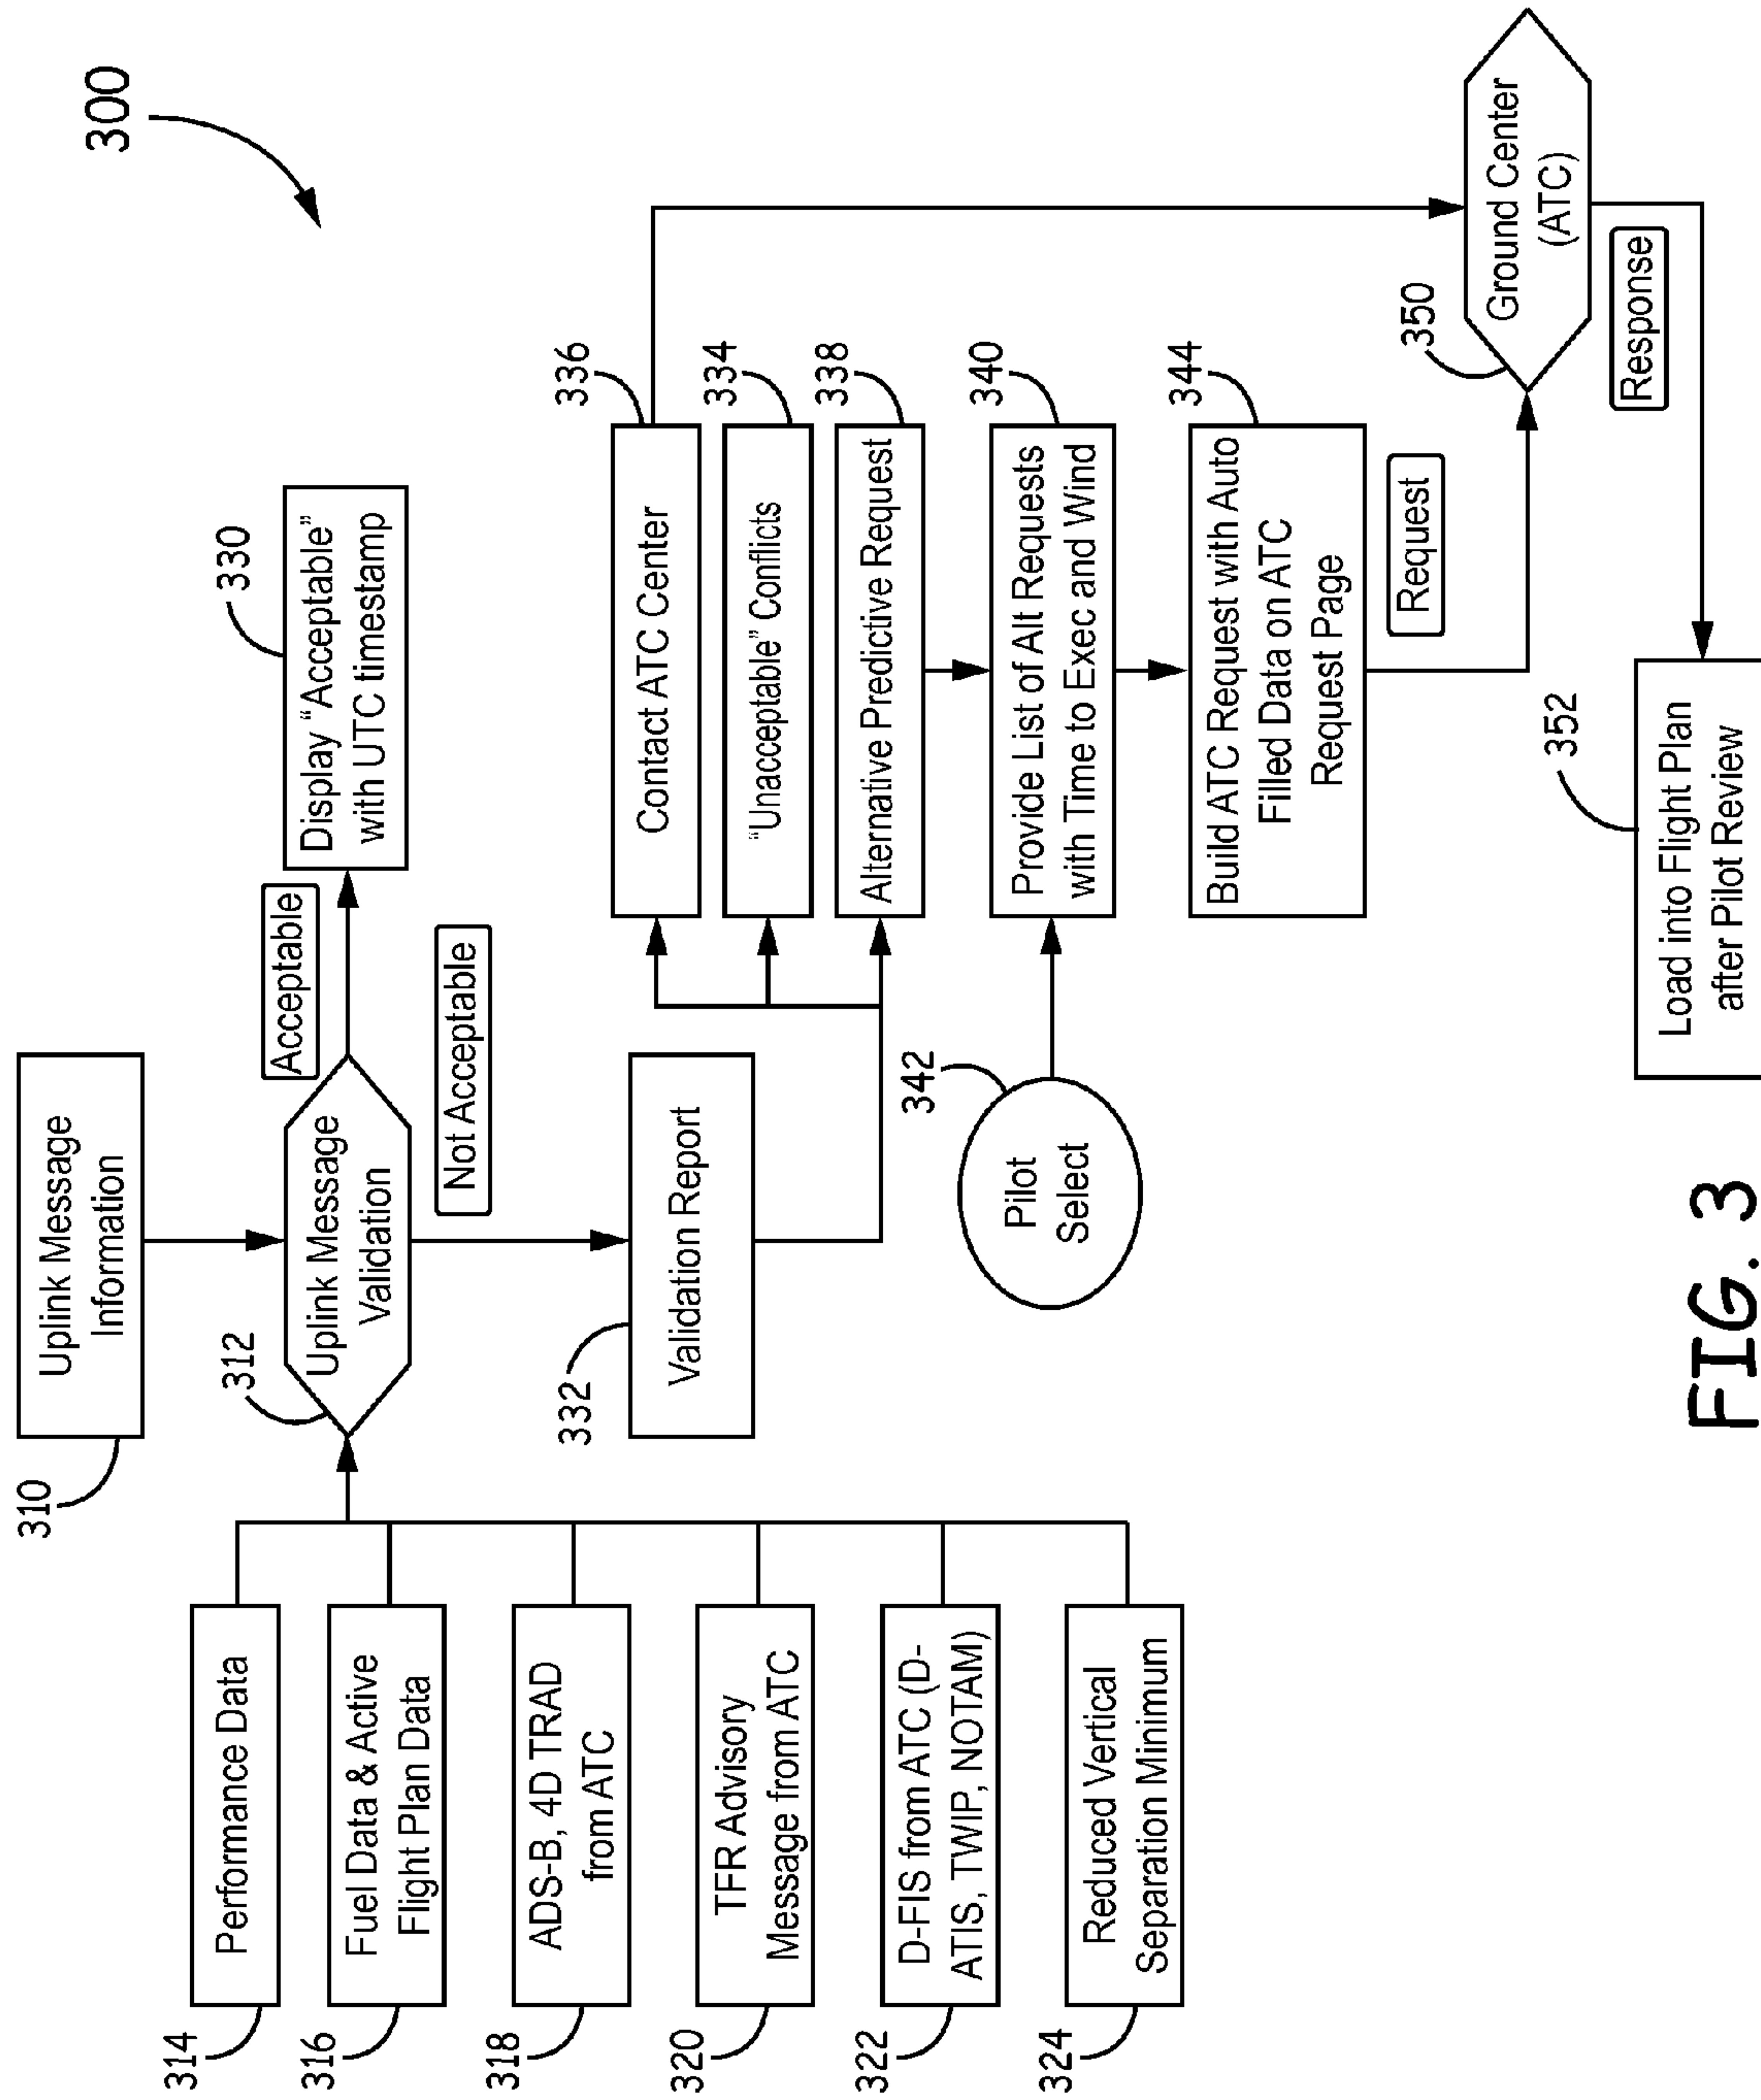 300
310
Uplink Message
Information
312
Uplink Message
Validation
Acceptable
330
Display “Acceptable”
with UTC timestamp
Not Acceptable
314
Performance Data
316
Fuel Data & Active
Flight Plan Data
318
ADS-B, 4D TRAD
from ATC
320
TFR Advisory
Message from ATC
322
D-FIS from ATC (D-
ATIS, TWIP, NOTAM)
324
Reduced Vertical
Separation Minimum
332
Validation Report
336
Contact ATC Center
334
“Unacceptable” Conflicts
338
Alternative Predictive Request
340
Provide List of Alt Requests
with Time to Exec and Wind
342
Pilot
Select
344
Build ATC Request with Auto
Filled Data on ATC
Request Page
Request
350
Ground Center
(ATC)
Response
352
Load into Flight Plan
after Pilot Review
FIG. 3